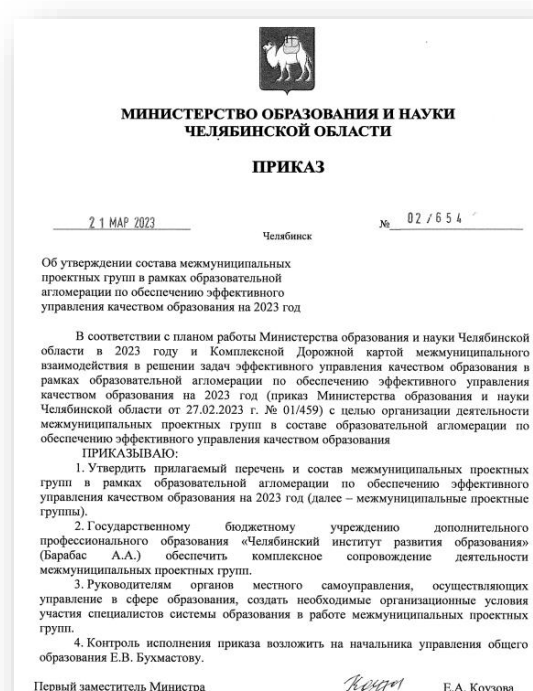 МИНИСТЕРСТВО ОБРАЗОВАНИЯ И НАУКИ
ЧЕЛЯБИНСКОЙ ОБЛАСТИ
ПРИКАЗ
21 МАР 2023
№ 02/654
Челябинск
Об утверждении состава межмуниципальных
проектных групп в рамках образовательной
агломерации по обеспечению эффективного
управления качеством образования на 2023 год
В соответствии с планом работы Министерства образования и науки Челябинской
области в 2023 году и Комплексной Дорожной картой межмуниципального
взаимодействия в решении задач эффективного управления качеством образования в
рамках образовательной агломерации по обеспечению эффективного управления
качеством образования на 2023 год (приказ Министерства образования и науки
Челябинской области от 27.02.2023 г. № 01/459) с целью организации деятельности
межмуниципальных проектных групп в составе образовательной агломерации по
обеспечению эффективного управления качеством образования
ПРИКАЗЫВАЮ:
1. Утвердить прилагаемый перечень и состав межмуниципальных проектных
групп в рамках образовательной агломерации по обеспечению эффективного
управления качеством образования на 2023 год (далее – межмуниципальные проектные
группы).
2. Государственному бюджетному учреждению дополнительного
профессионального образования «Челябинский институт развития образования»
(Барабас А.А.) обеспечить комплексное сопровождение деятельности
межмуниципальных проектных групп.
3. Руководителям органов местного самоуправления, осуществляющих
управление в сфере образования, создать необходимые организационные условия
участия специалистов системы образования в работе межмуниципальных проектных
групп.
4. Контроль исполнения приказа возложить на начальника управления общего
образования Е.В. Бухмастову.
Первый заместитель Министра
Е.А. Коузова